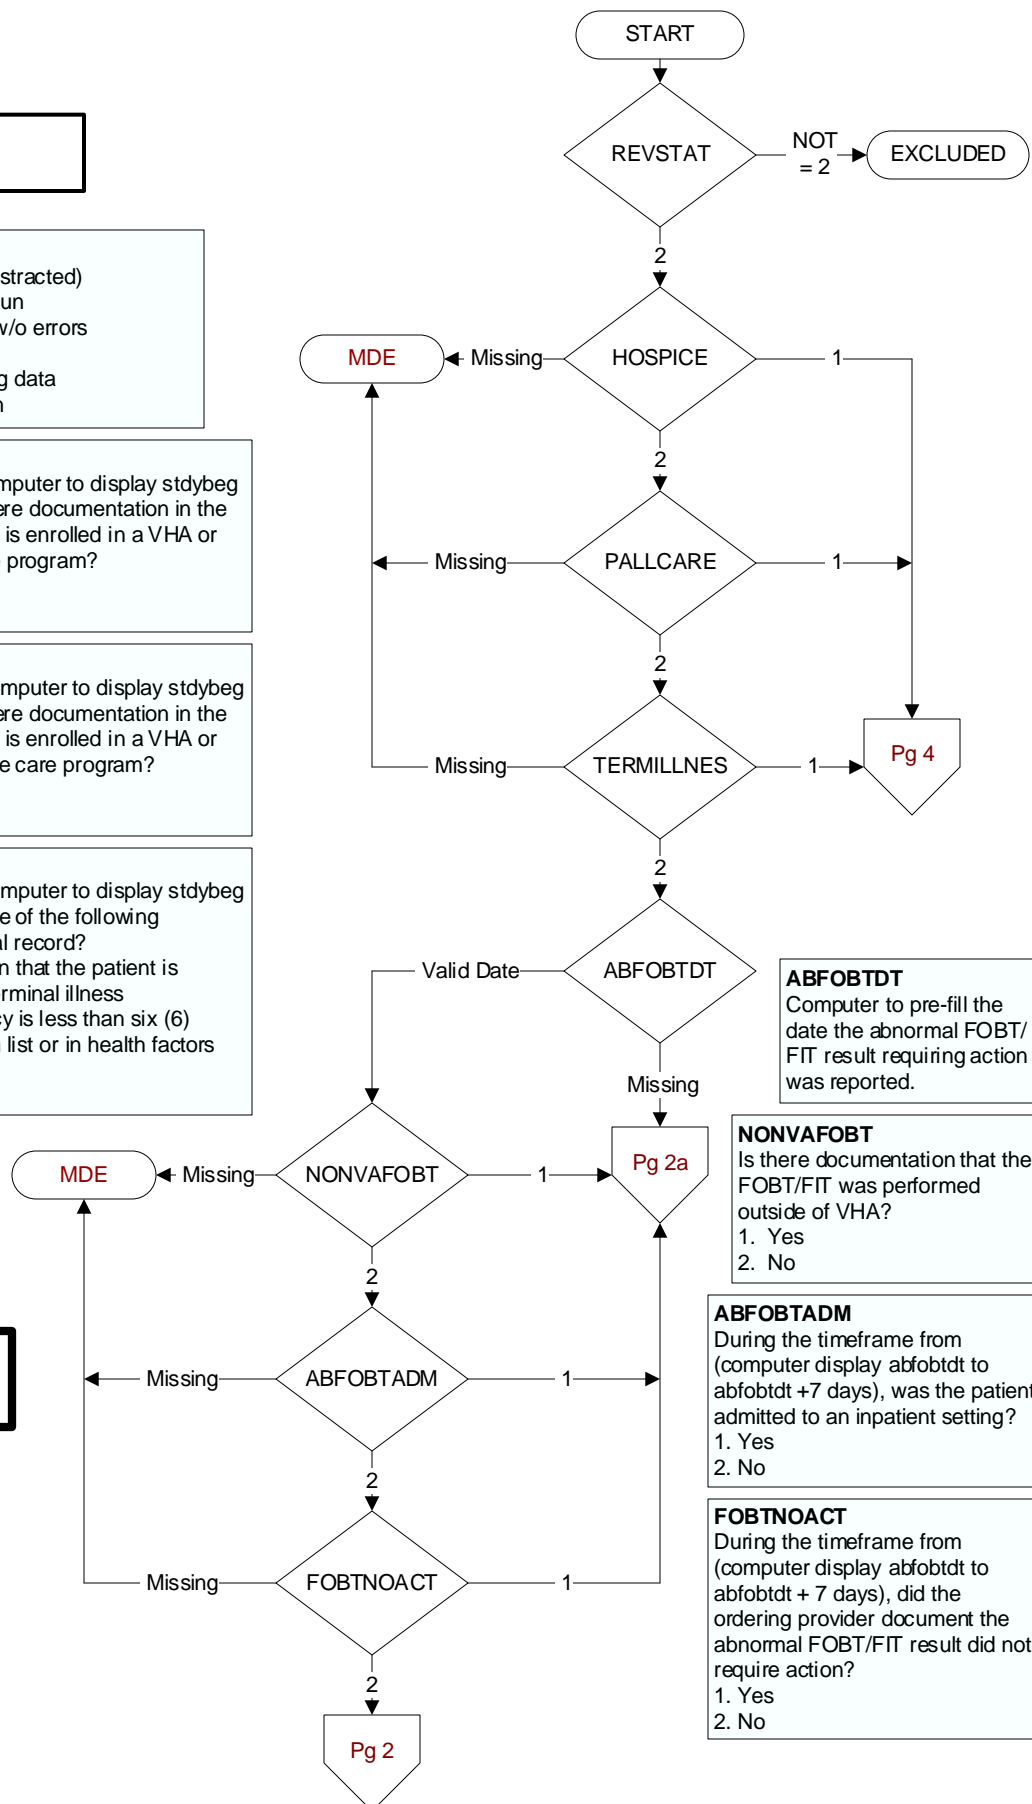 START
REVSTAT
NOT
= 2
EXCLUDED
2
stracted)
un
w/o errors
g data
n
MDE
Missing
HOSPICE
1
2
mputer to display stdybeg
ere documentation in the
is enrolled in a VHA or
program?
Missing
PALLCARE
1
2
mputer to display stdybeg
ere documentation in the
is enrolled in a VHA or
e care program?
Missing
TERMILLNES
1
Pg 4
2
mputer to display stdybeg
e of the following
al record?
n that the patient is
erminal illness
cy is less than six (6)
list or in health factors
Valid Date
ABFOBTDT
Missing
ABFOBTDT
Computer to pre-fill the
date the abnormal FOBT/
FIT result requiring action
was reported.
MDE
Missing
NONVAFOBT
1
Pg 2a
2
NONVAFOBT
Is there documentation that the
FOBT/FIT was performed
outside of VHA?
1. Yes
2. No
Missing
ABFOBTADM
1
2
ABFOBTADM
During the timeframe from
(computer display abfobtdt to
abfobtdt +7 days), was the patient
admitted to an inpatient setting?
1. Yes
2. No
Missing
FOBTNOACT
1
2
FOBTNOACT
During the timeframe from
(computer display abfobtdt to
abfobtdt + 7 days), did the
ordering provider document the
abnormal FOBT/FIT result did not
require action?
1. Yes
2. No
Pg 2